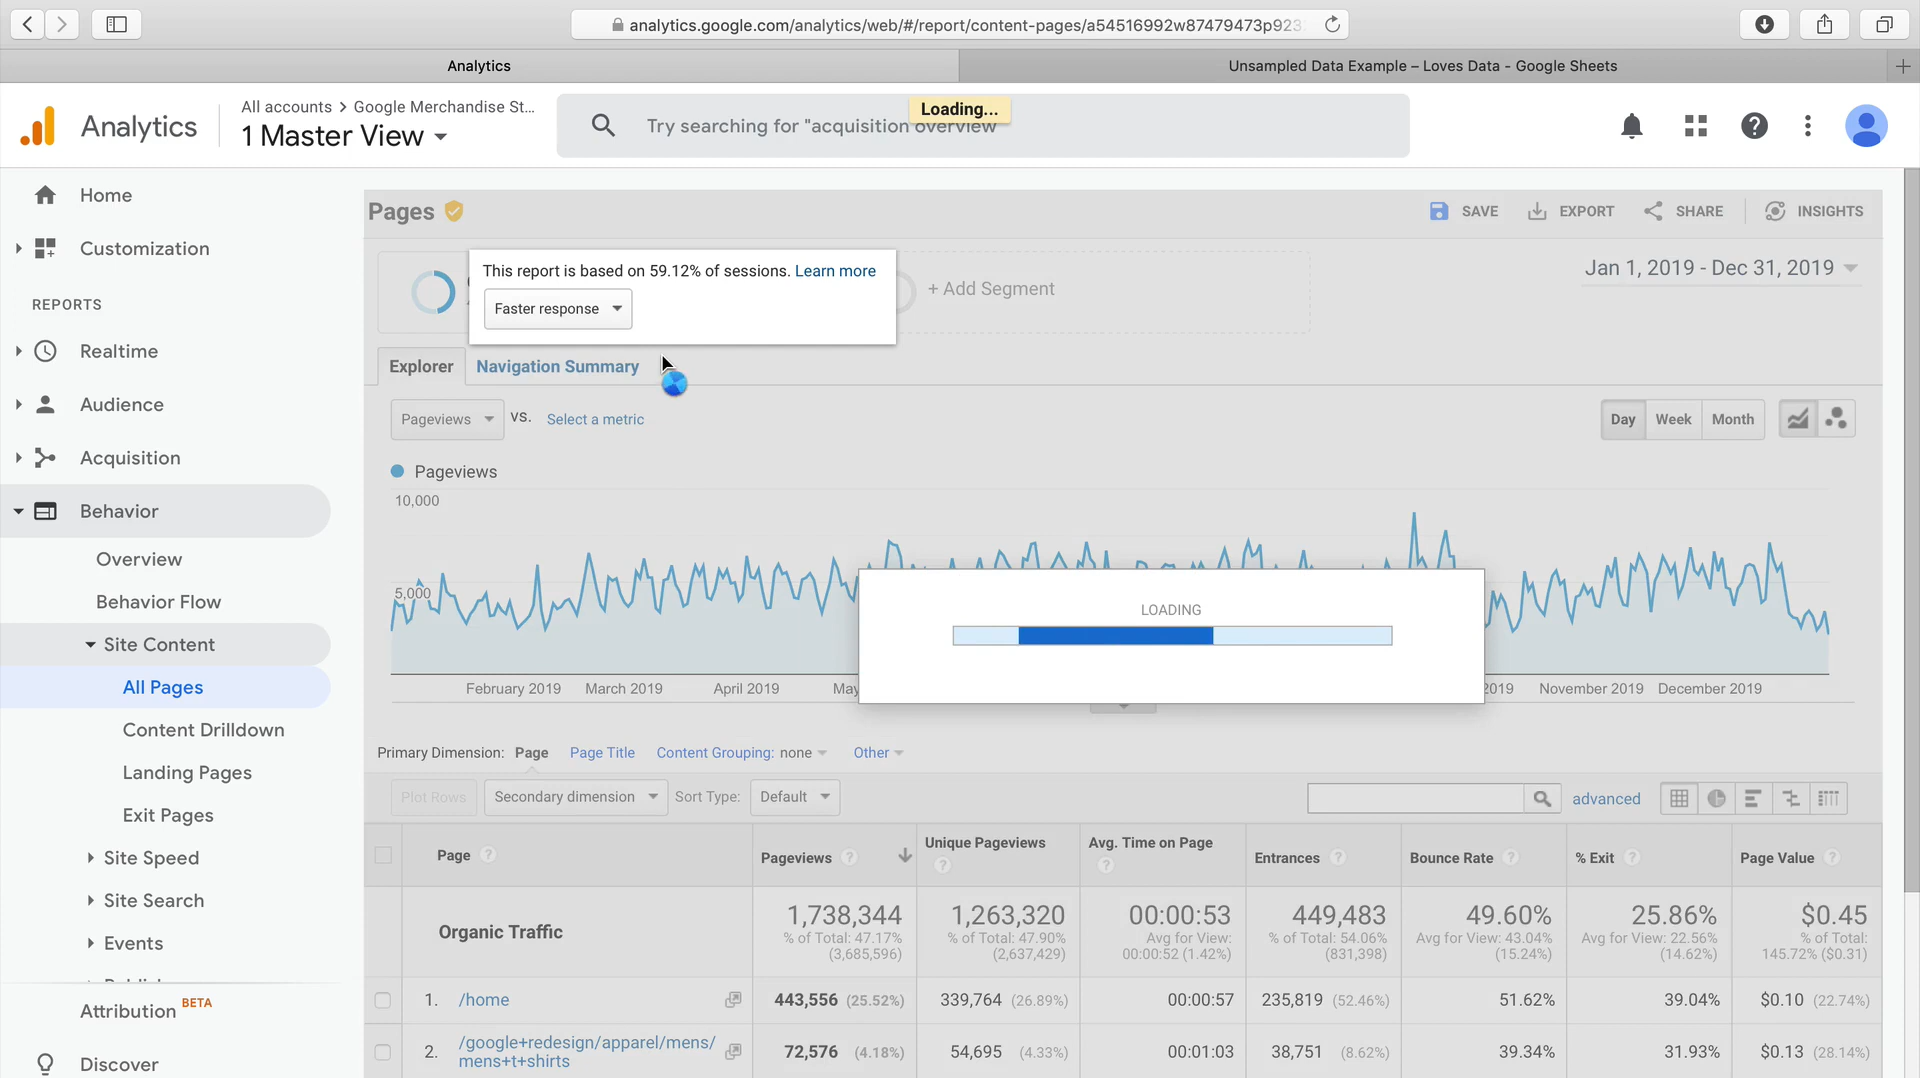 analytics.google.com/analytics/web/#/report/content-pages/a54516992w87479473p923
Analytics
Unsampled Data Example – Loves Data - Google Sheets
Analytics
All accounts > Google Merchandise St...
1 Master View
Try searching for "acquisition overview"
Loading...
Home
Customization
REPORTS
Realtime
Audience
Acquisition
Behavior
Overview
Behavior Flow
Site Content
All Pages
Content Drilldown
Landing Pages
Exit Pages
Site Speed
Site Search
Events
Attribution BETA
Discover
Pages
SAVE
EXPORT
SHARE
INSIGHTS
This report is based on 59.12% of sessions. Learn more
Faster response
+ Add Segment
Jan 1, 2019 - Dec 31, 2019
Explorer
Navigation Summary
Pageviews
VS.
Select a metric
Day
Week
Month
Pageviews
10,000
5,000
LOADING
February 2019
March 2019
April 2019
May
2019
November 2019
December 2019
Primary Dimension: Page Page Title Content Grouping: none Other
Plot Rows
Secondary dimension
Sort Type:
Default
advanced
Page
Pageviews
Unique Pageviews
Avg. Time on Page
Entrances
Bounce Rate
% Exit
Page Value
Organic Traffic
1,738,344
% of Total: 47.17%
(3,685,596)
1,263,320
% of Total: 47.90%
(2,637,429)
00:00:53
Avg for View:
00:00:52 (1.42%)
449,483
% of Total: 54.06%
(831,398)
49.60%
Avg for View: 43.04%
(15.24%)
25.86%
Avg for View: 22.56%
(14.62%)
$0.45
% of Total:
145.72% ($0.31)
1. /home 443,556 (25.52%) 339,764 (26.89%) 00:00:57 235,819 (52.46%) 51.62% 39.04% $0.10 (22.74%)
2. /google+redesign/apparel/mens/
mens+t+shirts
72,576 (4.18%) 54,695 (4.33%) 00:01:03 38,751 (8.62%) 39.34% 31.93% $0.13 (28.14%)